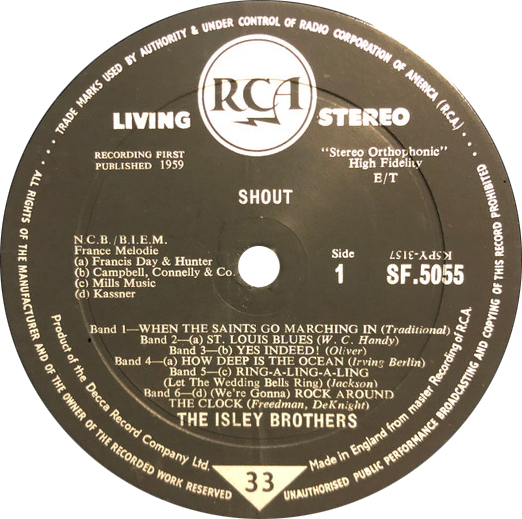 TRADE MARKS USED BY AUTHORITY & UNDER CONTROL OF RADIO CORPORATION OF AMERICA (R.C.A.)
RCA
LIVING STEREO
RECORDING FIRST
PUBLISHED 1959
"Stereo Orthophonic"
High Fidelity
E/T
SHOUT
N.C.B./B.I.E.M.
France Melodie
(a) Francis Day & Hunter
(b) Campbell, Connelly & Co.
(c) Mills Music
(d) Kassner
Side
1
KSPY-3157
SF.5055
Band 1—WHEN THE SAINTS GO MARCHING IN (Traditional)
Band 2—(a) ST. LOUIS BLUES (W. C. Handy)
Band 3—(b) YES INDEED! (Oliver)
Band 4—(a) HOW DEEP IS THE OCEAN (Irving Berlin)
Band 5—(c) RING-A-LING-A-LING
(Let The Wedding Bells Ring) (Jackson)
Band 6—(d) (We're Gonna) ROCK AROUND
THE CLOCK (Freedman, DeKnight)
THE ISLEY BROTHERS
Product of the Decca Record Company Ltd.
Made in England from master Recording of R.C.A.
33
ALL RIGHTS OF THE MANUFACTURER AND OF THE OWNER OF THE RECORDED WORK RESERVED
UNAUTHORISED PUBLIC PERFORMANCE BROADCASTING AND COPYING OF THIS RECORD PROHIBITED